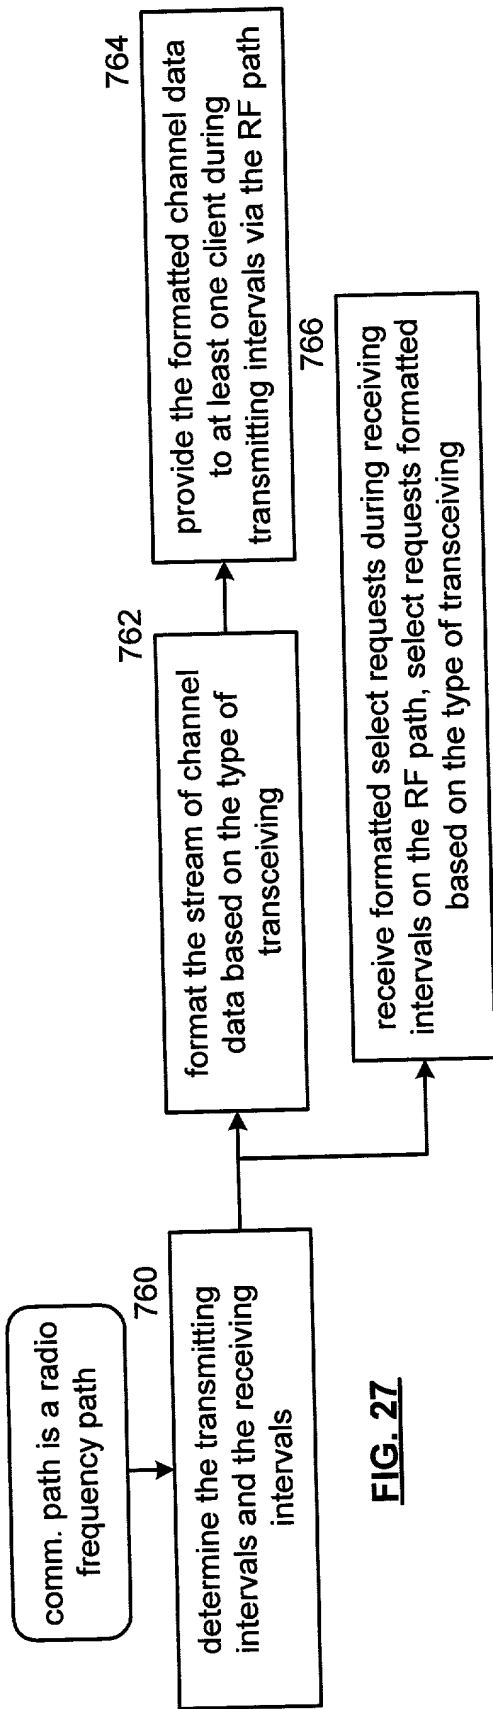 comm. path is a radio
frequency path
760
determine the transmitting
intervals and the receiving
intervals
762
format the stream of channel
data based on the type of
transceiving
764
provide the formatted channel data
to at least one client during
transmitting intervals via the RF path
766
receive formatted select requests during receiving
intervals on the RF path, select requests formatted
based on the type of transceiving
FIG. 27